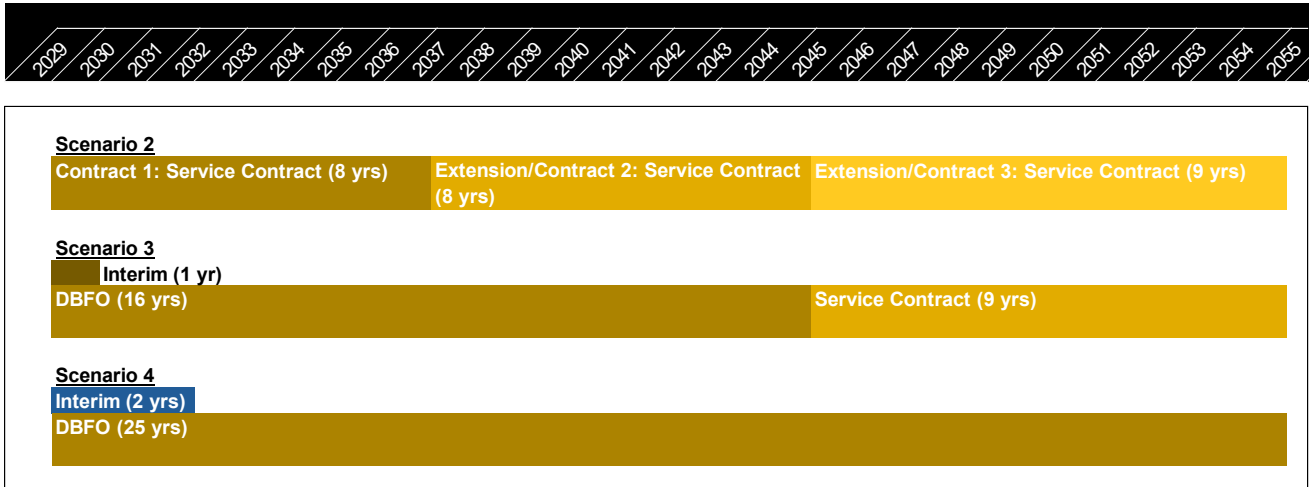 2029 2030 2031 2032 2033 2034 2035 2036 2037 2038 2039 2040 2041 2042 2043 2044 2045 2046 2047 2048 2049 2050 2051 2052 2053 2054 2055
Scenario 2
Contract 1: Service Contract (8 yrs) Extension/Contract 2: Service Contract Extension/Contract 3: Service Contract (9 yrs)
(8 yrs)
Scenario 3
Interim (1 yr)
DBFO (16 yrs) Service Contract (9 yrs)
Scenario 4
Interim (2 yrs)
DBFO (25 yrs)